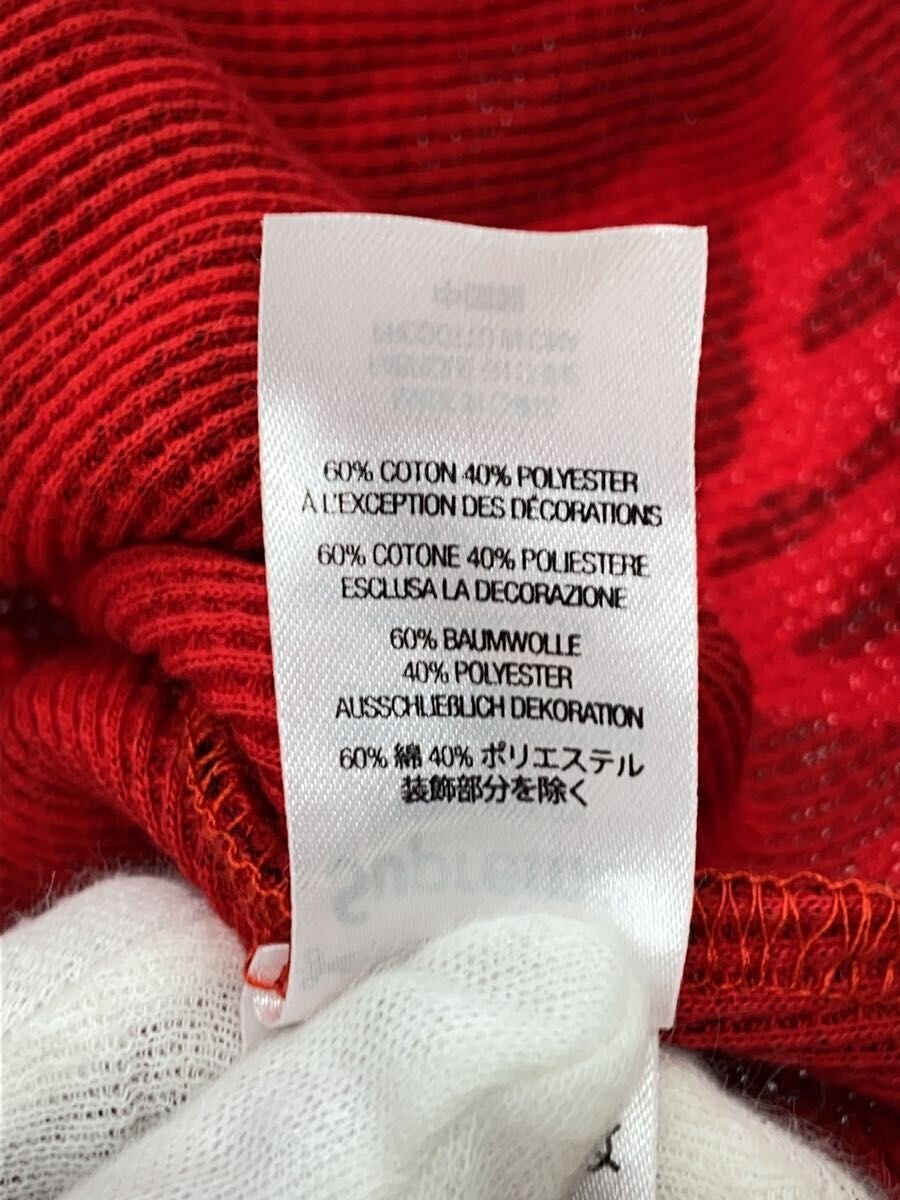 60% COTON 40% POLYESTER
À L'EXCEPTION DES DÉCORATIONS
60% COTONE 40% POLIESTERE
ESCLUSA LA DECORAZIONE
60% BAUMWOLLE
40% POLYESTER
AUSSCHLIEBLICH DEKORATION
60% 綿 40% ポリエステル
装飾部分を除く